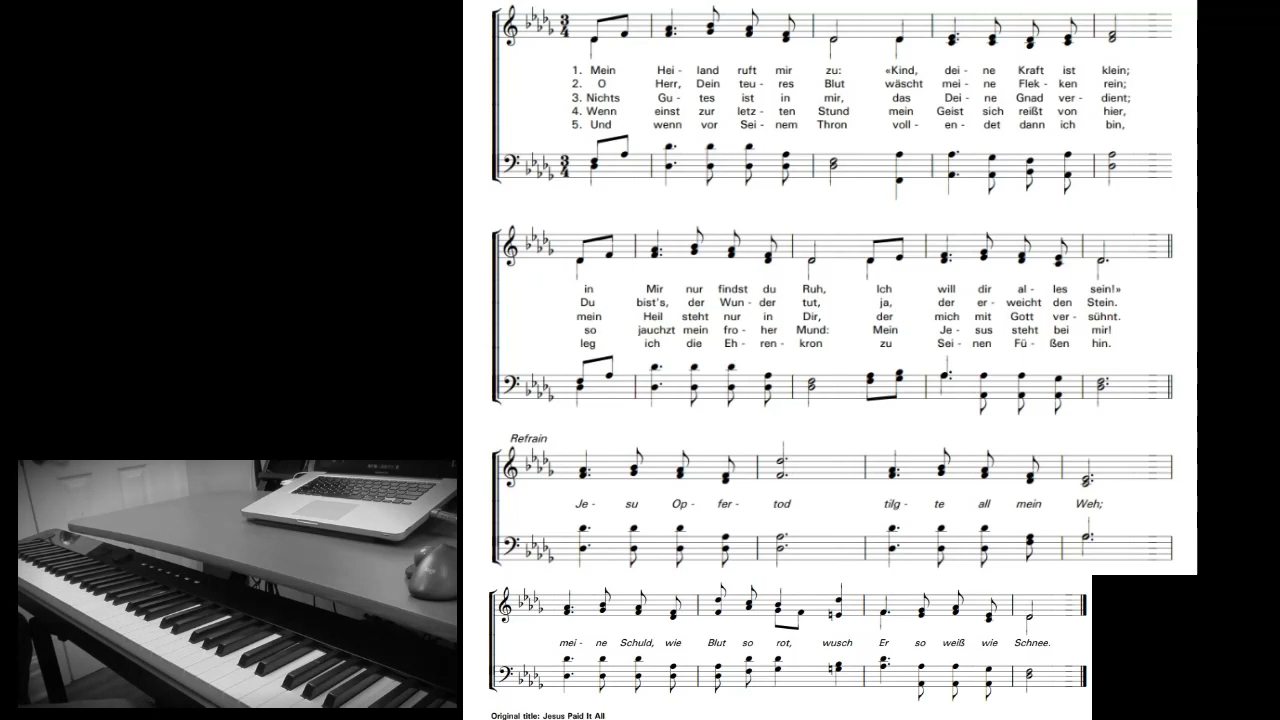 1. Mein Hei - land ruft mir zu: «Kind, dei - ne Kraft ist klein;
2. O Herr, Dein teu - res Blut wäscht mei - ne Flek - ken rein;
3. Nichts Gu - tes ist in mir, das Dei - ne Gnad ver - dient;
4. Wenn einst zur letz - ten Stund mein Geist sich reißt von hier,
5. Und wenn vor Sei - nem Thron voll - en - det dann ich bin,
in Mir nur findst du Ruh, Ich will dir al - les sein!»
Du bist's, der Wun - der tut, ja, der er - weicht den Stein.
mein Heil steht nur in Dir, der mich mit Gott ver - sühnt.
so jauchzt mein fro - her Mund: Mein Je - sus steht bei mir!
leg ich die Eh - ren - kron zu Sei - nen Fü - ßen hin.
Refrain
Je - su Op - fer - tod tilg - te all mein Weh;
mei - ne Schuld, wie Blut so rot, wusch Er so weiß wie Schnee.
Original title: Jesus Paid It All